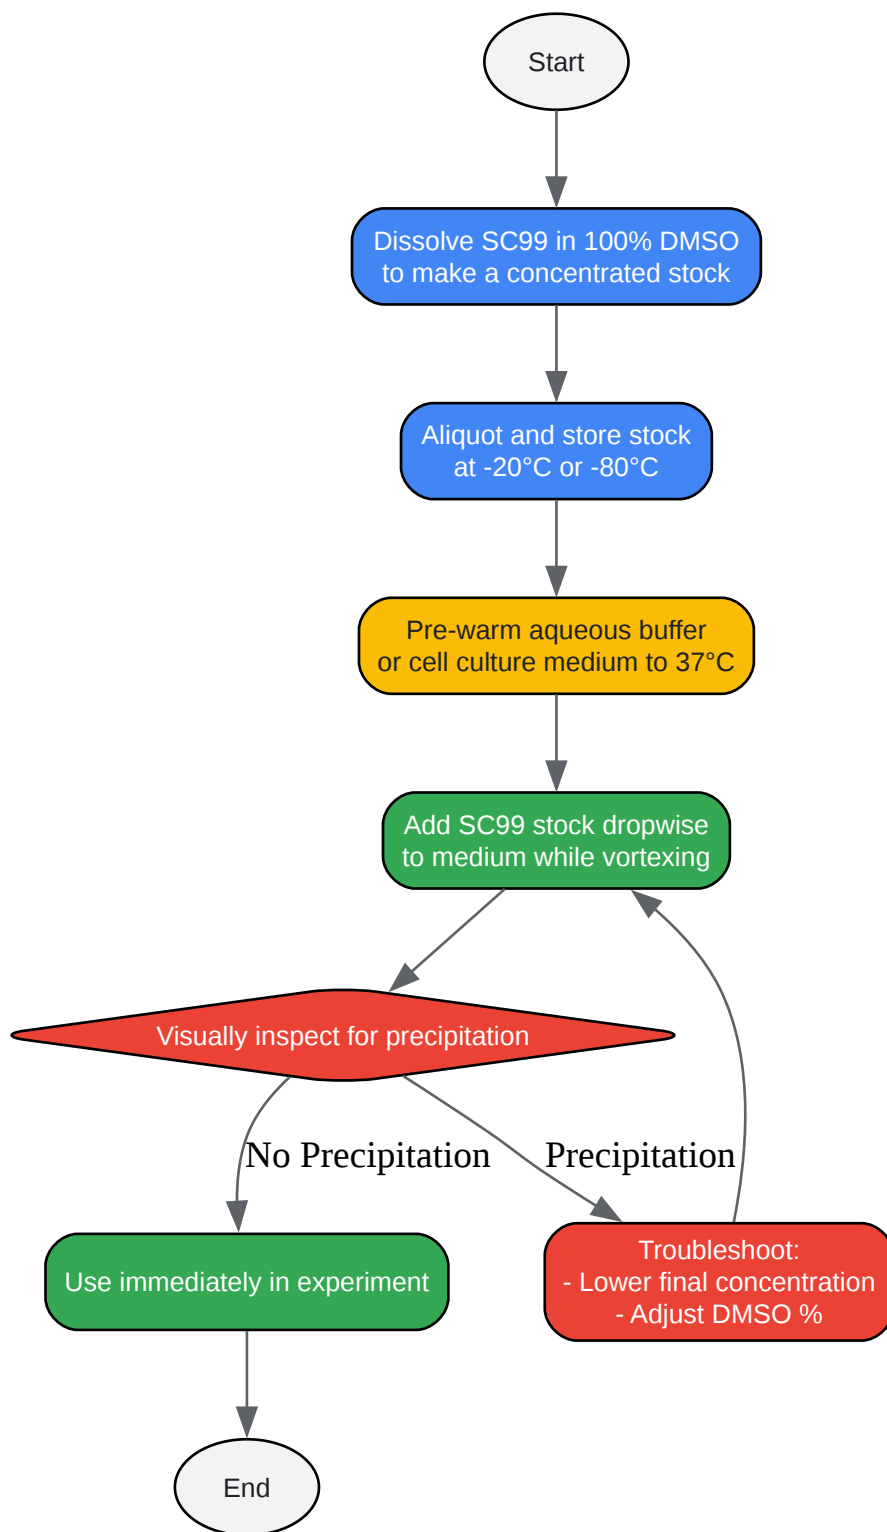 Start
Dissolve SC99 in 100% DMSO
to make a concentrated stock
Aliquot and store stock
at -20°C or -80°C
Pre-warm aqueous buffer
or cell culture medium to 37°C
Add SC99 stock dropwise
to medium while vortexing
Visually inspect for precipitation
No Precipitation
Precipitation
Use immediately in experiment
Troubleshoot:
- Lower final concentration
- Adjust DMSO %
End